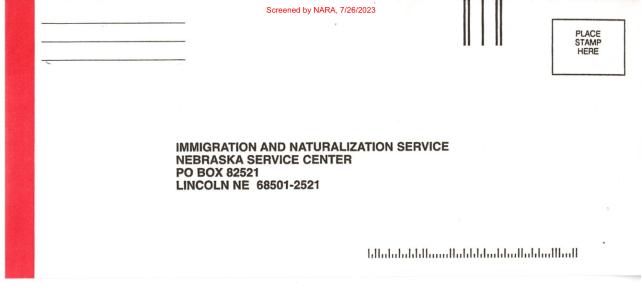 Screened by NARA, 7/26/2023
PLACE
STAMP
HERE
IMMIGRATION AND NATURALIZATION SERVICE
NEBRASKA SERVICE CENTER
PO BOX 82521
LINCOLN NE 68501-2521